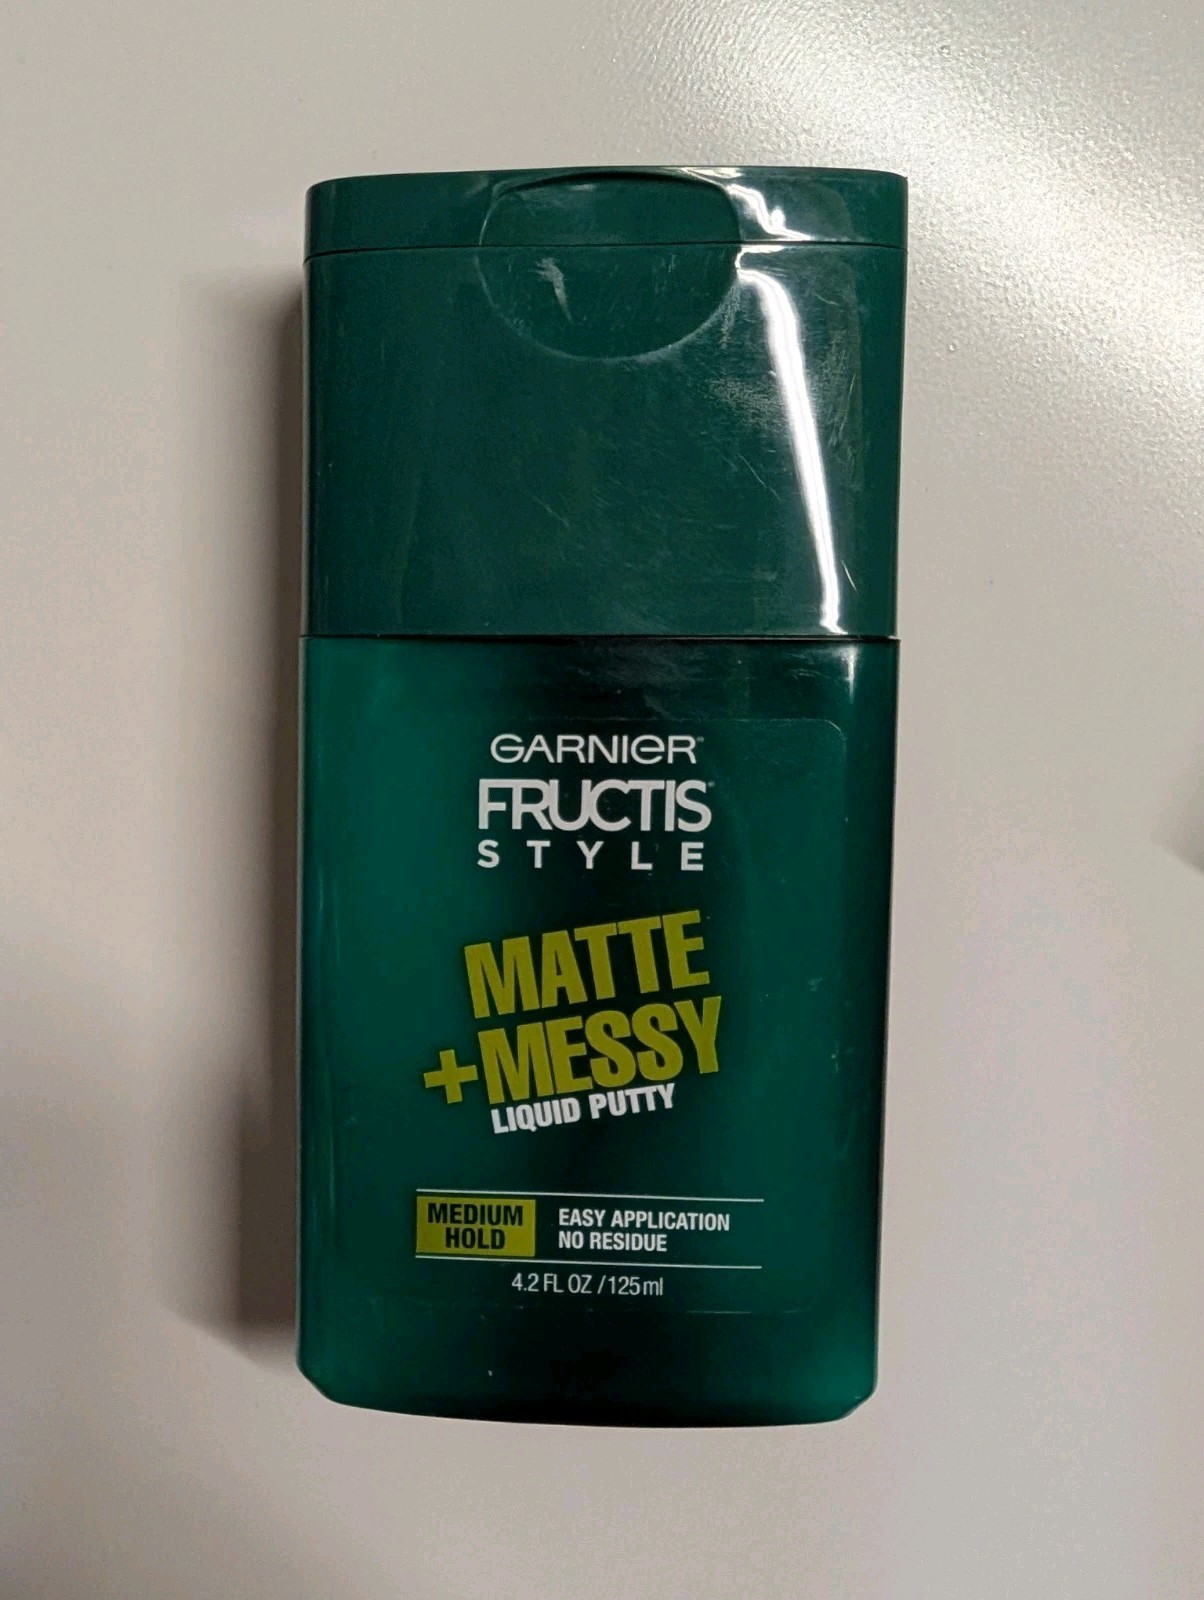 GARNIER®
FRUCTIS®
STYLE
MATTE
+MESSY
LIQUID PUTTY
MEDIUM
HOLD
EASY APPLICATION
NO RESIDUE
4.2 FL OZ / 125 ml